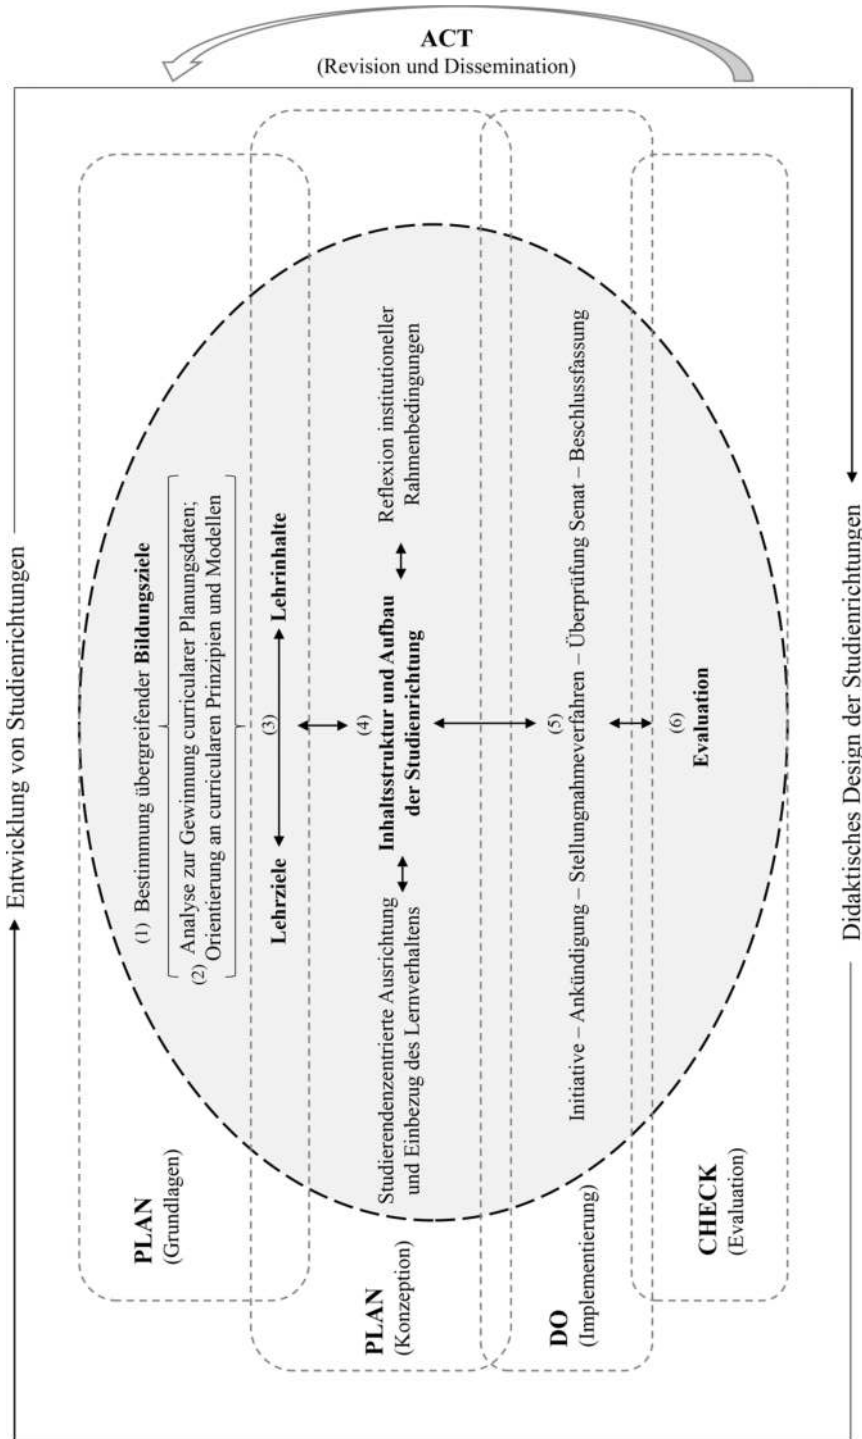 Entwicklung von Studienrichtungen
PLAN
(Grundlagen)
(1) Bestimmung übergreifender Bildungsziele
(2) Analyse zur Gewinnung curricularer Planungsdaten;
Orientierung an curricularen Prinzipien und Modellen
Lehrziele
(3)
Lehrinhalte
PLAN
(Konzeption)
Studierendenzentrierte Ausrichtung
und Einbezug des Lernverhaltens
(4)
Inhaltsstruktur und Aufbau
der Studienrichtung
Reflexion institutioneller
Rahmenbedingungen
DO
(Implementierung)
(5)
Initiative – Ankündigung – Stellungnahmeverfahren – Überprüfung Senat – Beschlussfassung
CHECK
(Evaluation)
(6)
Evaluation
ACT
(Revision und Dissemination)
Didaktisches Design der Studienrichtungen